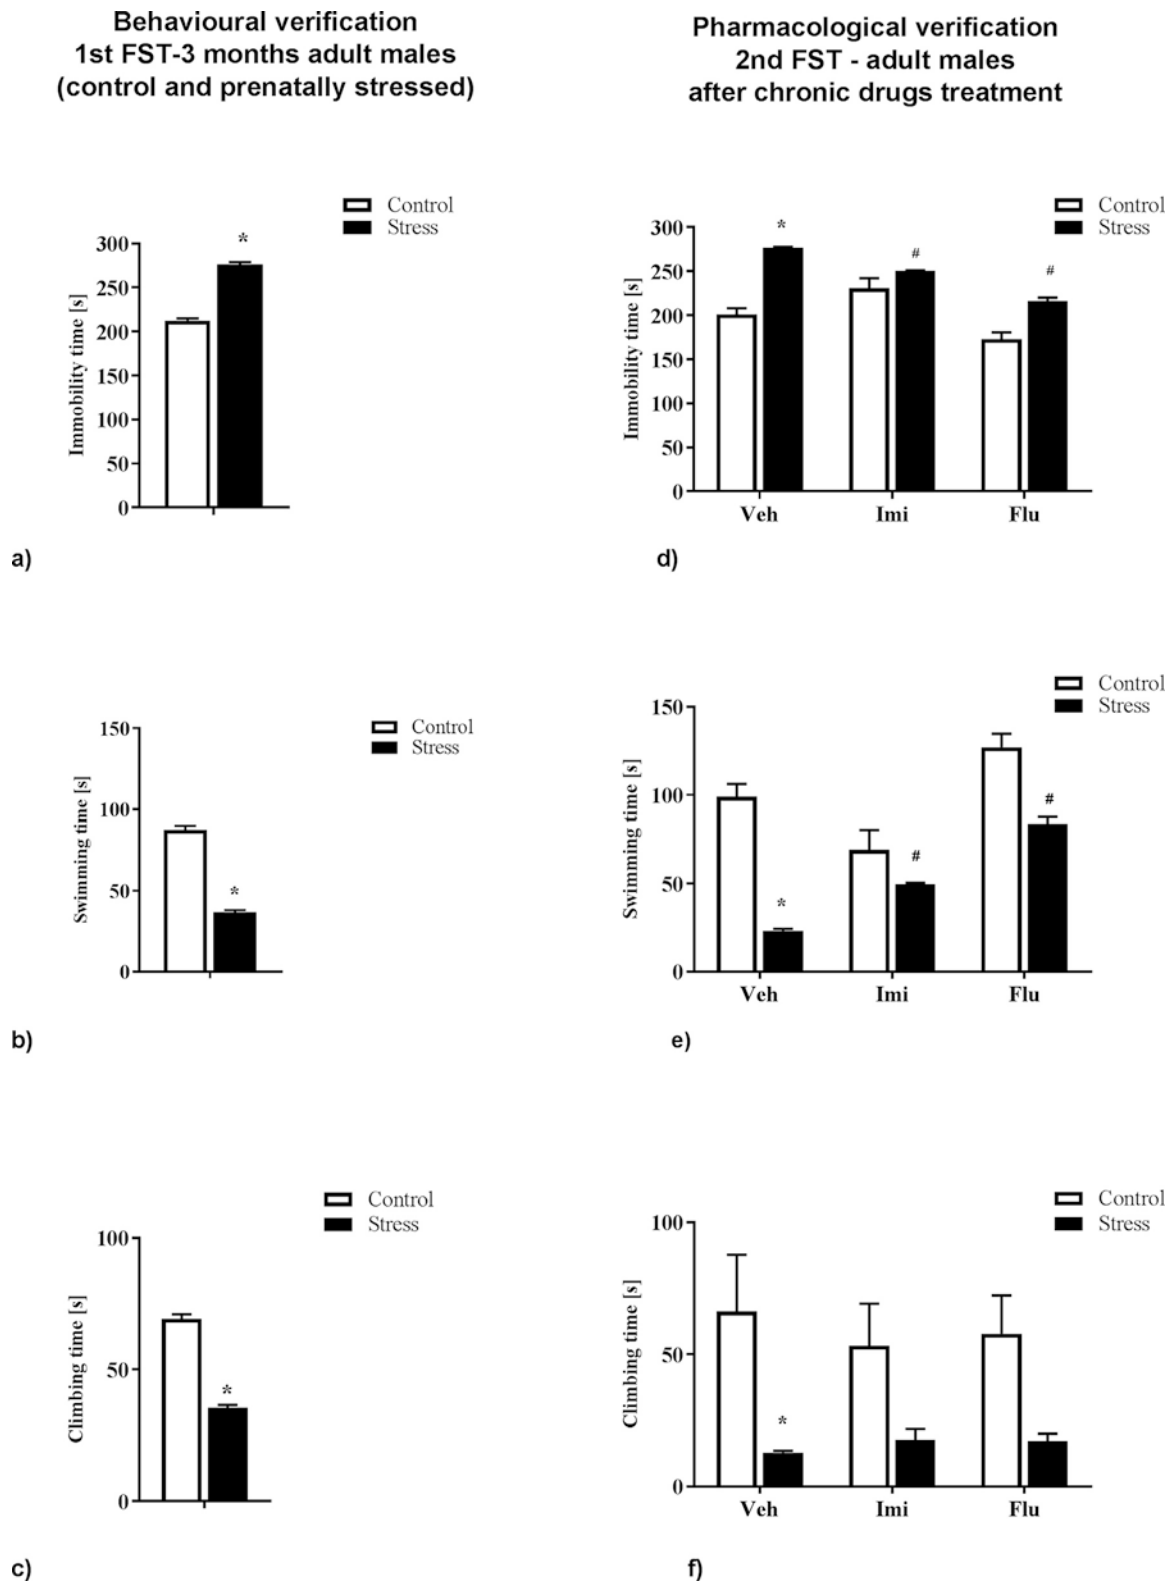 Behavioural verification
1st FST-3 months adult males
(control and prenatally stressed)
Pharmacological verification
2nd FST - adult males
after chronic drugs treatment
Control
Stress
*
300
250
200
150
100
50
0
Immobility time [s]
a)
Control
Stress
*
#
#
300
250
200
150
100
50
0
Immobility time [s]
Veh Imi Flu
d)
Control
Stress
*
150
100
50
0
Swimming time [s]
b)
Control
Stress
*
#
#
150
100
50
0
Swimming time [s]
Veh Imi Flu
e)
Control
Stress
*
100
50
0
Climbing time [s]
c)
Control
Stress
*
100
50
0
Climbing time [s]
Veh Imi Flu
f)